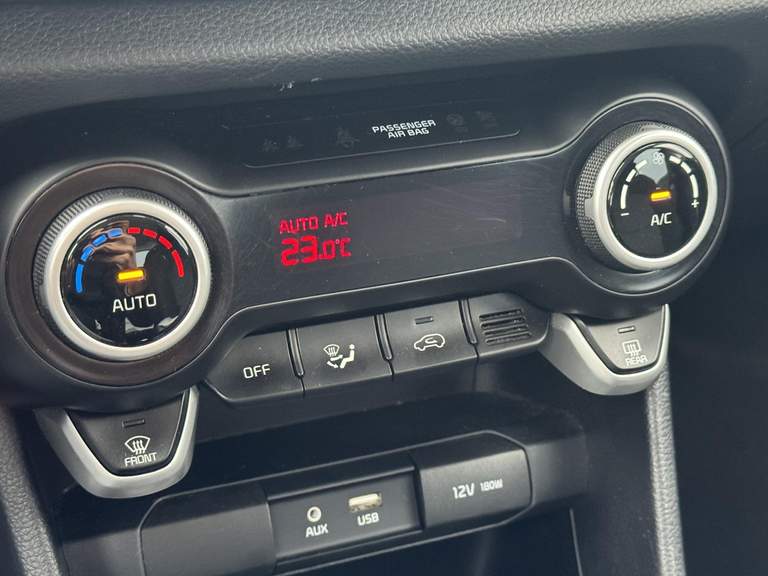 PASSENGER
AIR BAG
AUTO A/C
23.0°C
AUTO
- +
A/C
OFF
REAR
FRONT
AUX
USB
12V 180W